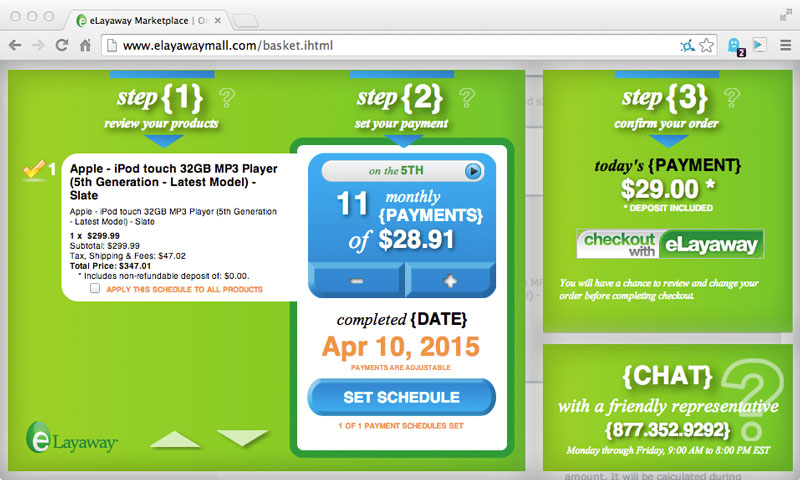 eLayaway Marketplace | On
www.elayawaymall.com/basket.ihtml
2
step {1} ?
review your products
1
Apple - iPod touch 32GB MP3 Player
(5th Generation - Latest Model) -
Slate
Apple - iPod touch 32GB MP3 Player (5th Generation
- Latest Model) - Slate
1 x $299.99
Subtotal: $299.99
Tax, Shipping & Fees: $47.02
Total Price: $347.01
* Includes non-refundable deposit of: $0.00.
APPLY THIS SCHEDULE TO ALL PRODUCTS
eLayaway
step {2} ?
set your payment
on the 5TH
11 monthly
{PAYMENTS}
of $28.91
- +
completed {DATE}
Apr 10, 2015
PAYMENTS ARE ADJUSTABLE
SET SCHEDULE
1 OF 1 PAYMENT SCHEDULES SET
step {3} ?
confirm your order
today's {PAYMENT}
$29.00 *
* DEPOSIT INCLUDED
checkout with eLayaway
You will have a chance to review and change your
order before completing checkout.
{CHAT} ?
with a friendly representative
{877.352.9292}
Monday through Friday, 9:00 AM to 8:00 PM EST
amount. It will be calculated during